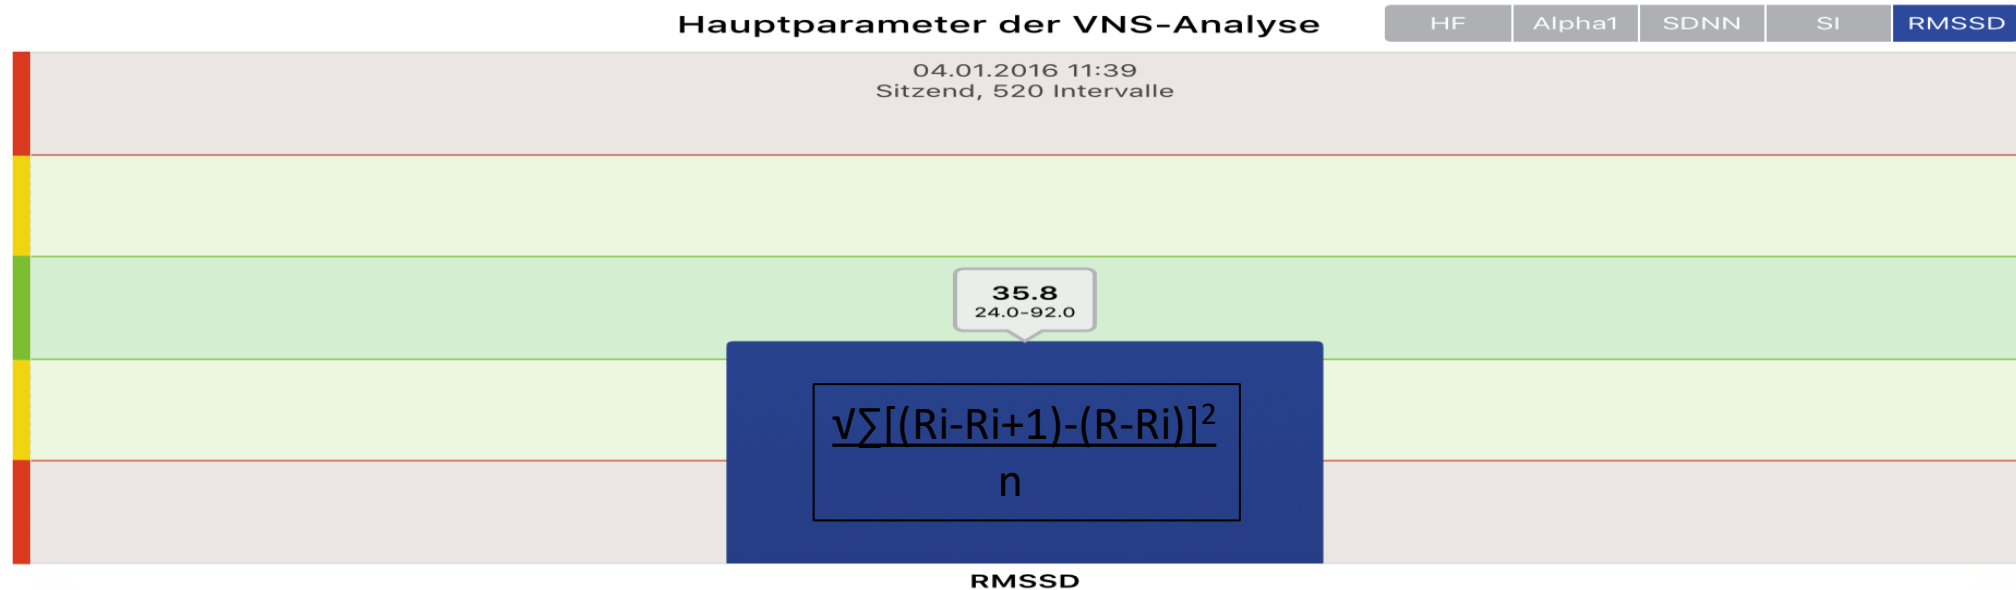 Hauptparameter der VNS-Analyse
HF Alpha1 SDNN SI RMSSD
04.01.2016 11:39
Sitzend, 520 Intervalle
35.8
24.0-92.0
√∑[(Ri-Ri+1)-(R-Ri)]²
n
RMSSD